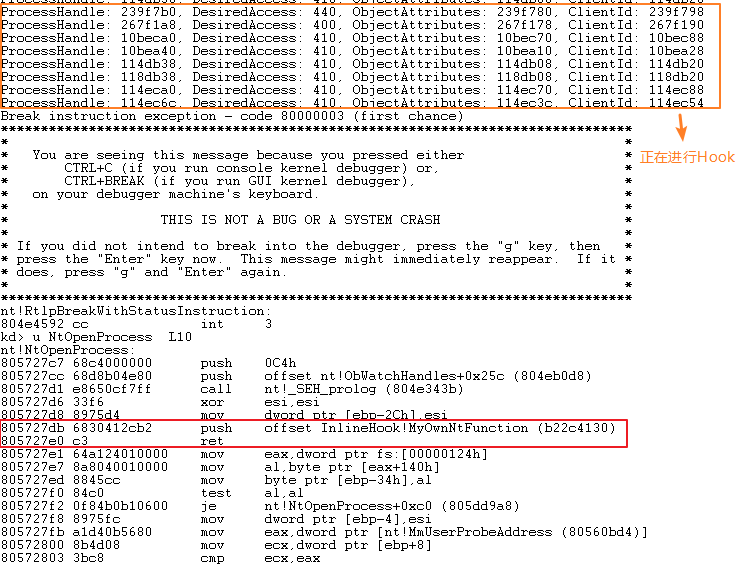 ProcessHandle: 239f7b0, DesiredAccess: 440, ObjectAttributes: 239f780, ClientId: 239f798
ProcessHandle: 267f1a8, DesiredAccess: 410, ObjectAttributes: 267f178, ClientId: 267f190
ProcessHandle: 10beca0, DesiredAccess: 410, ObjectAttributes: 10bec70, ClientId: 10bec88
ProcessHandle: 10bea40, DesiredAccess: 410, ObjectAttributes: 10bea10, ClientId: 10bea28
ProcessHandle: 114db38, DesiredAccess: 410, ObjectAttributes: 114db08, ClientId: 114db20
ProcessHandle: 118db38, DesiredAccess: 410, ObjectAttributes: 118db08, ClientId: 118db20
ProcessHandle: 114eca0, DesiredAccess: 410, ObjectAttributes: 114ec70, ClientId: 114ec88
ProcessHandle: 114ec6c, DesiredAccess: 410, ObjectAttributes: 114ec3c, ClientId: 114ec54
Break instruction exception - code 80000003 (first chance)
*******************************************************************************
* *
* You are seeing this message because you pressed either *
* CTRL+C (if you run console kernel debugger) or, *
* CTRL+BREAK (if you run GUI kernel debugger), *
* on your debugger machine's keyboard. *
* *
* THIS IS NOT A BUG OR A SYSTEM CRASH *
* *
* If you did not intend to break into the debugger, press the "g" key, then *
* press the "Enter" key now. This message might immediately reappear. If it *
* does, press "g" and "Enter" again. *
* *
*******************************************************************************
正在进行Hook
nt!RtlpBreakWithStatusInstruction:
804e4592 cc int 3
kd> u NtOpenProcess L10
nt!NtOpenProcess:
805727c7 68c4000000 push 0C4h
805727cc 68d8b04e80 push offset nt!ObWatchHandles+0x25c (804eb0d8)
805727d1 e8650cf7ff call nt!_SEH_prolog (804e343b)
805727d6 33f6 xor esi,esi
805727d8 8975d4 mov dword ptr [ebp-2Ch],esi
805727db 6830412cb2 push offset InlineHook!MyOwnNtFunction (b22c4130)
805727e0 c3 ret
805727e1 64a124010000 mov eax,dword ptr fs:[00000124h]
805727e7 8a8040010000 mov al,byte ptr [eax+140h]
805727ed 8845cc mov byte ptr [ebp-34h],al
805727f0 84c0 test al,al
805727f2 0f84b0b10600 je nt!NtOpenProcess+0xc0 (805dd9a8)
805727f8 8975fc mov dword ptr [ebp-4],esi
805727fb a1d40b5680 mov eax,dword ptr [nt!MmUserProbeAddress (80560bd4)]
80572800 8b4d08 mov ecx,dword ptr [ebp+8]
80572803 3bc8 cmp ecx,eax